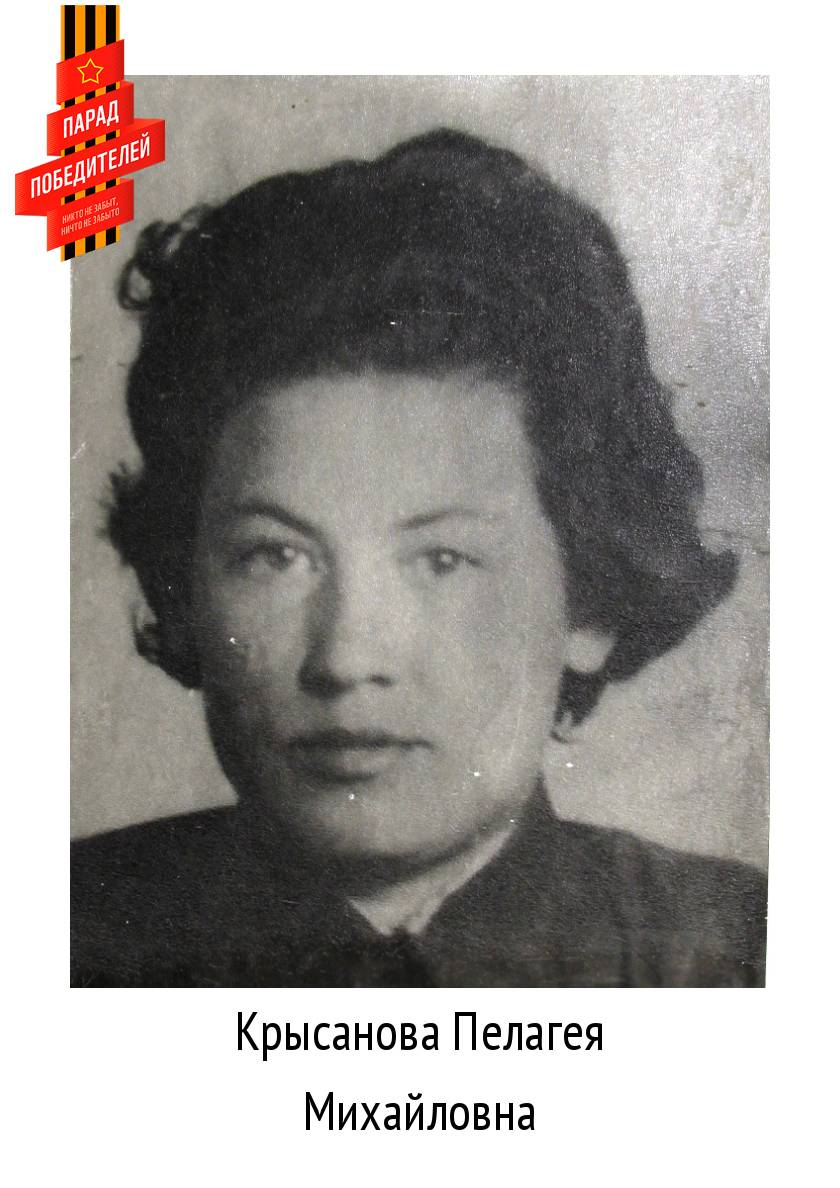 ПАРАД
ПОБЕДИТЕЛЕЙ
НИКТО НЕ ЗАБЫТ,
НИЧТО НЕ ЗАБЫТО
Крысанова Пелагея
Михайловна